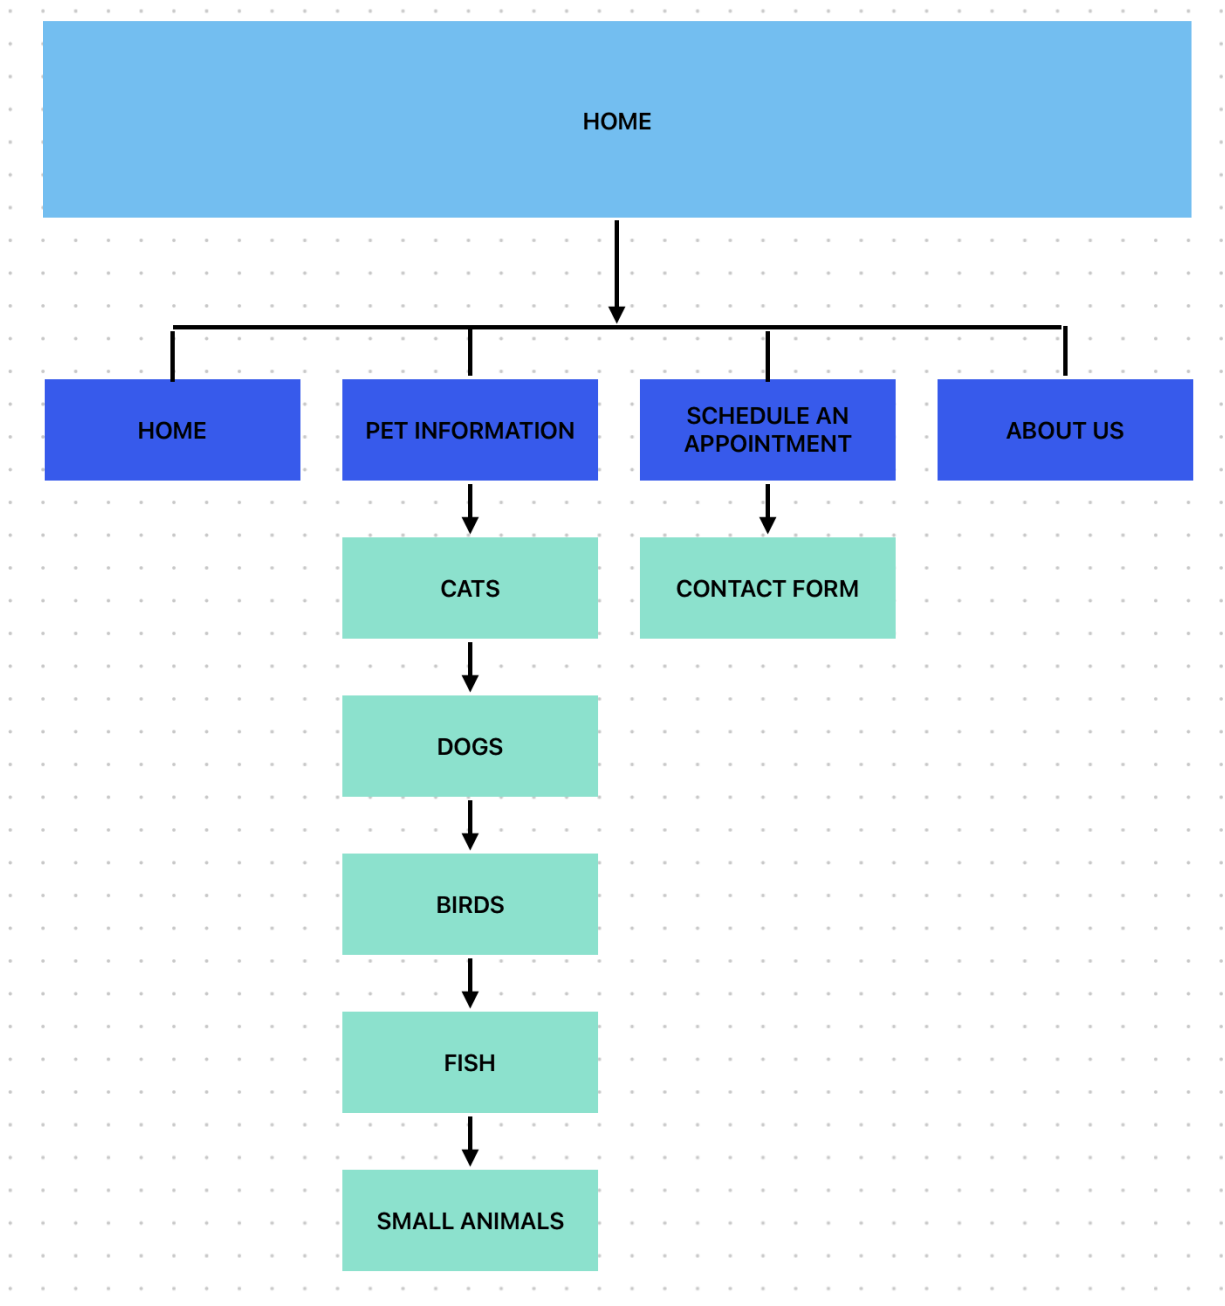 HOME
HOME
PET INFORMATION
SCHEDULE AN
APPOINTMENT
ABOUT US
CATS
CONTACT FORM
DOGS
BIRDS
FISH
SMALL ANIMALS